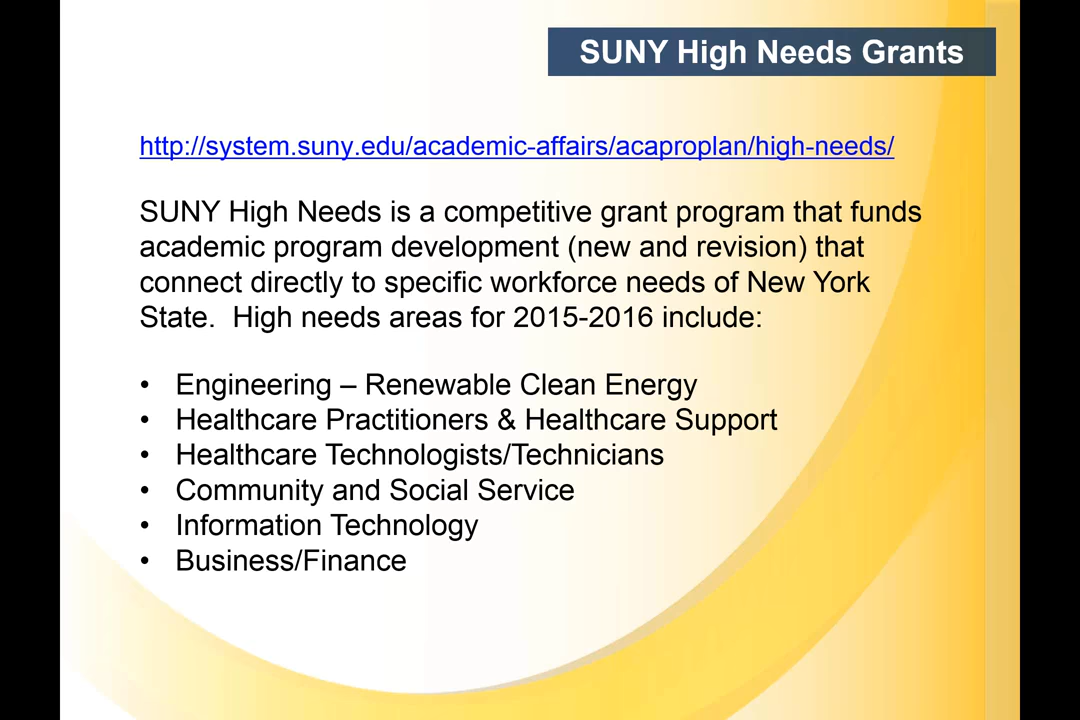 SUNY High Needs Grants
http://system.suny.edu/academic-affairs/acaproplan/high-needs/
SUNY High Needs is a competitive grant program that funds
academic program development (new and revision) that
connect directly to specific workforce needs of New York
State.  High needs areas for 2015-2016 include:
• Engineering – Renewable Clean Energy
• Healthcare Practitioners & Healthcare Support
• Healthcare Technologists/Technicians
• Community and Social Service
• Information Technology
• Business/Finance